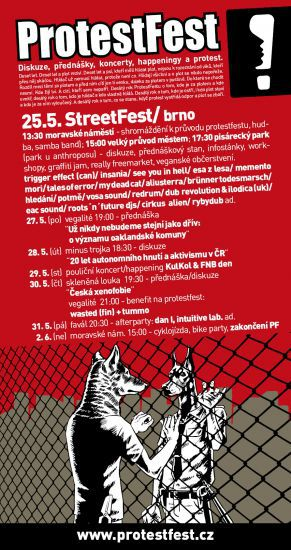 ProtestFest
Diskuze, přednášky, koncerty, happeningy a protest.
25.5. StreetFest/ brno
13:30 moravské náměstí - shromáždění k průvodu protestfestu, hud-
ba, samba band); 15:00 velký průvod městem; 17:30 pisárecký park
(park u anthroposu) - diskuze, přednáškový stan, infostánky, work-
shopy, graffiti jam, really freemarket, veganské občerstvení.
trigger effect (can)/ insania/ see you in hell/ esa z lesa/ memento
mori/ tales of error/ my dead cat/ aliusterra/ brünner todesmarsch/
hledání/ potmě/ vosa sound/ redrum/ dub revolution & ilodica (uk)/
eac sound/ roots´n´future djs/ cirkus alien/ rybydub ad.
27.5. (po) vegalité 19:00 - přednáška
"Už nikdy nebudeme stejní jako dřív:
o významu oaklandské komuny"
28.5. (út) minus trojka 18:30 - diskuze
"20 let autonomního hnutí a aktivismu v ČR"
29.5. (st) pouliční koncert/happening KulKol & FNB den
30.5. (čt) skleněná louka 19:30 - přednáška/diskuze
"Česká xenofobie"
vegalité 21:00 - benefit na protestfest:
wasted (fin) + tummo
31.5. (pá) favál 20:30 - afterparty: dan I, intuitive lab. ad.
2.6. (ne) moravské nám. 15:00 - cyklojízda, bike party, zakončení PF
www.protestfest.cz